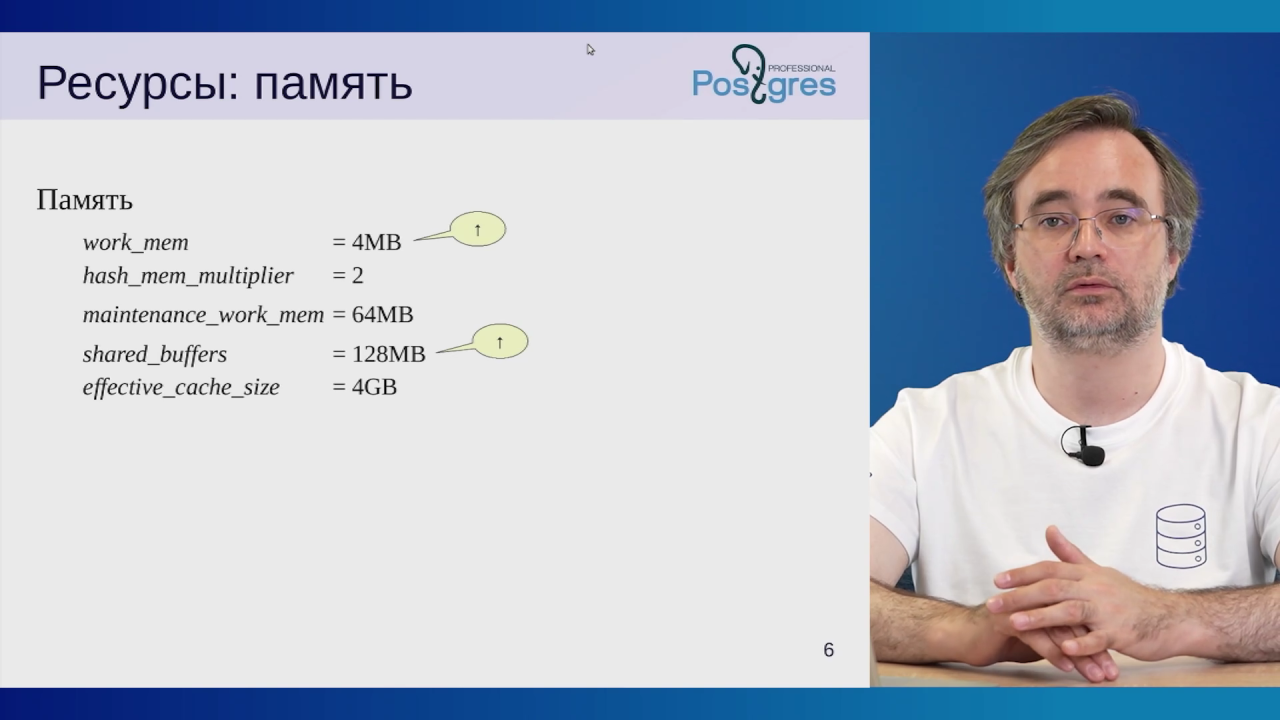 Ресурсы: память
PROFESSIONAL
Postgres
Память
work_mem = 4MB ↑
hash_mem_multiplier = 2
maintenance_work_mem = 64MB
shared_buffers = 128MB ↑
effective_cache_size = 4GB
6